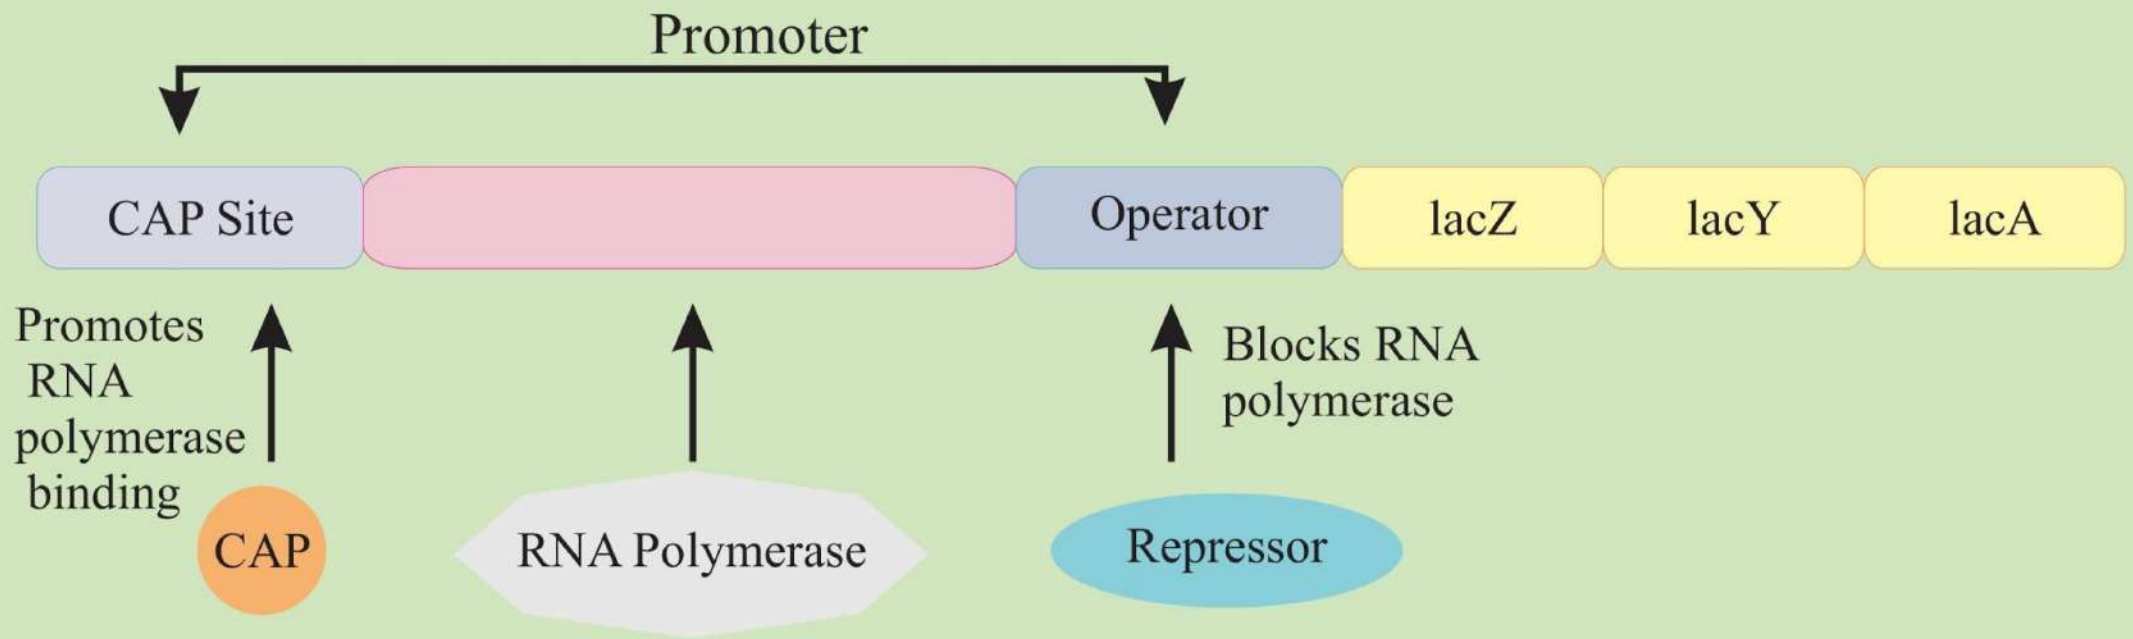 Promoter
CAP Site
Operator
lacZ
lacY
lacA
Promotes
RNA
polymerase
binding
Blocks RNA
polymerase
CAP
RNA Polymerase
Repressor